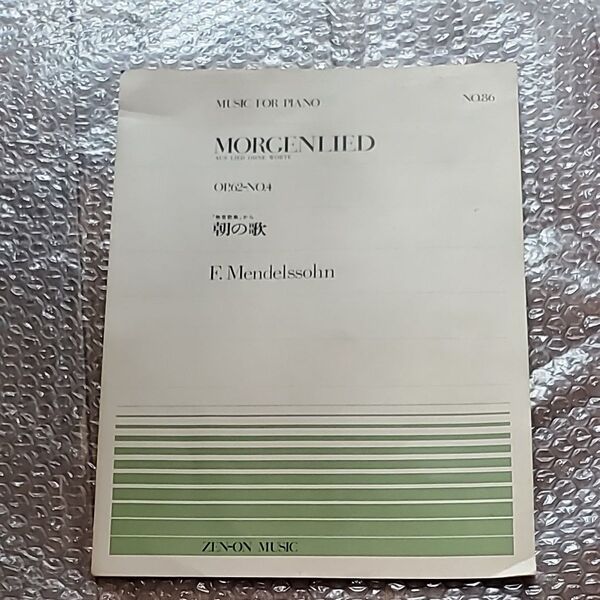 MUSIC FOR PIANO
NO.86
MORGENLIED
AUS LIED OHNE WORTE
OP.62-NO.4
「無言歌集」から
朝の歌
F. Mendelssohn
ZEN-ON MUSIC